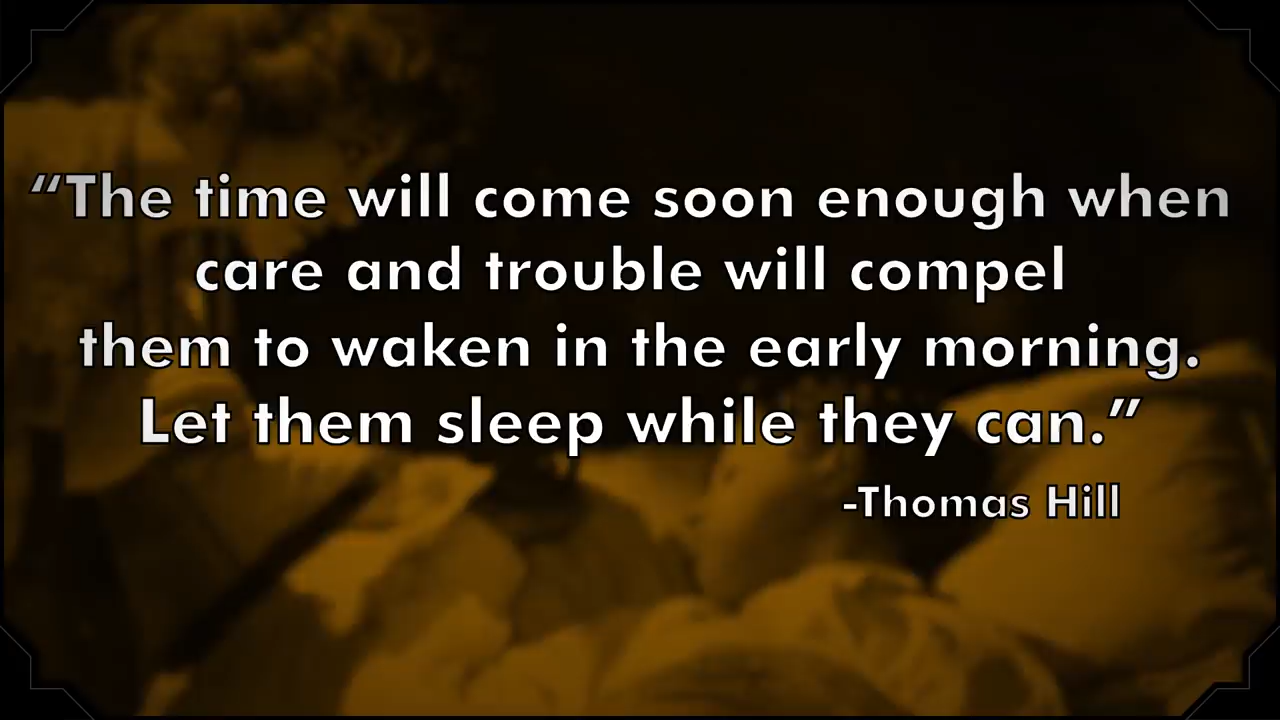 “The time will come soon enough when
care and trouble will compel
them to waken in the early morning.
Let them sleep while they can.”
-Thomas Hill